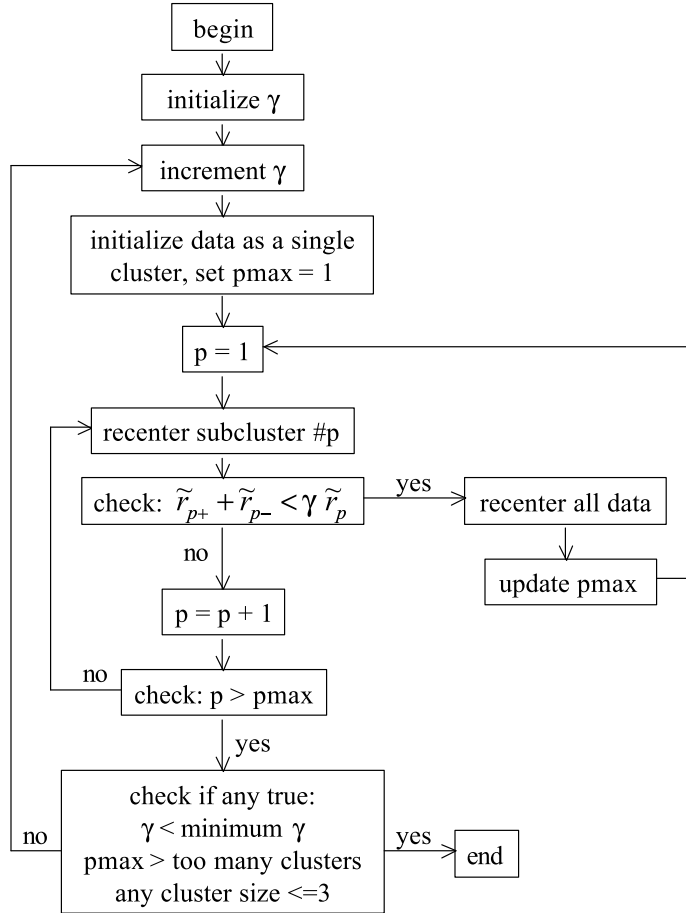 begin
initialize γ
increment γ
initialize data as a single
cluster, set pmax = 1
p = 1
recenter subcluster #p
check: r̃ₚ₊ + r̃ₚ₋ < γ r̃ₚ
yes
recenter all data
update pmax
no
p = p + 1
no
check: p > pmax
yes
check if any true:
γ < minimum γ
pmax > too many clusters
any cluster size <=3
no
yes
end